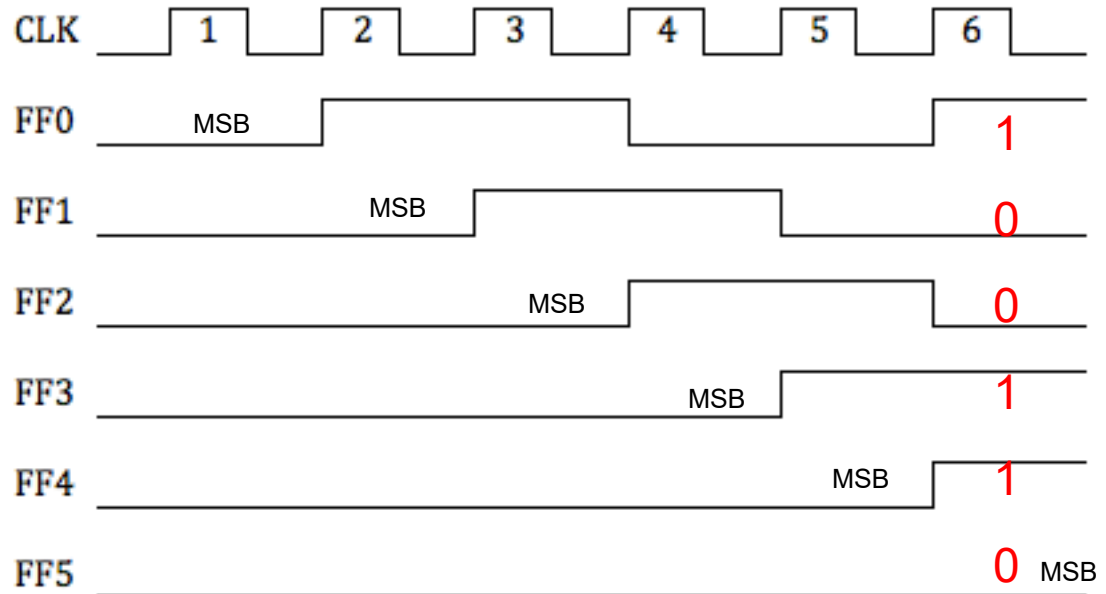 CLK 1 2 3 4 5 6
FF0 MSB 1
FF1 MSB 0
FF2 MSB 0
FF3 MSB 1
FF4 MSB 1
FF5 0 MSB